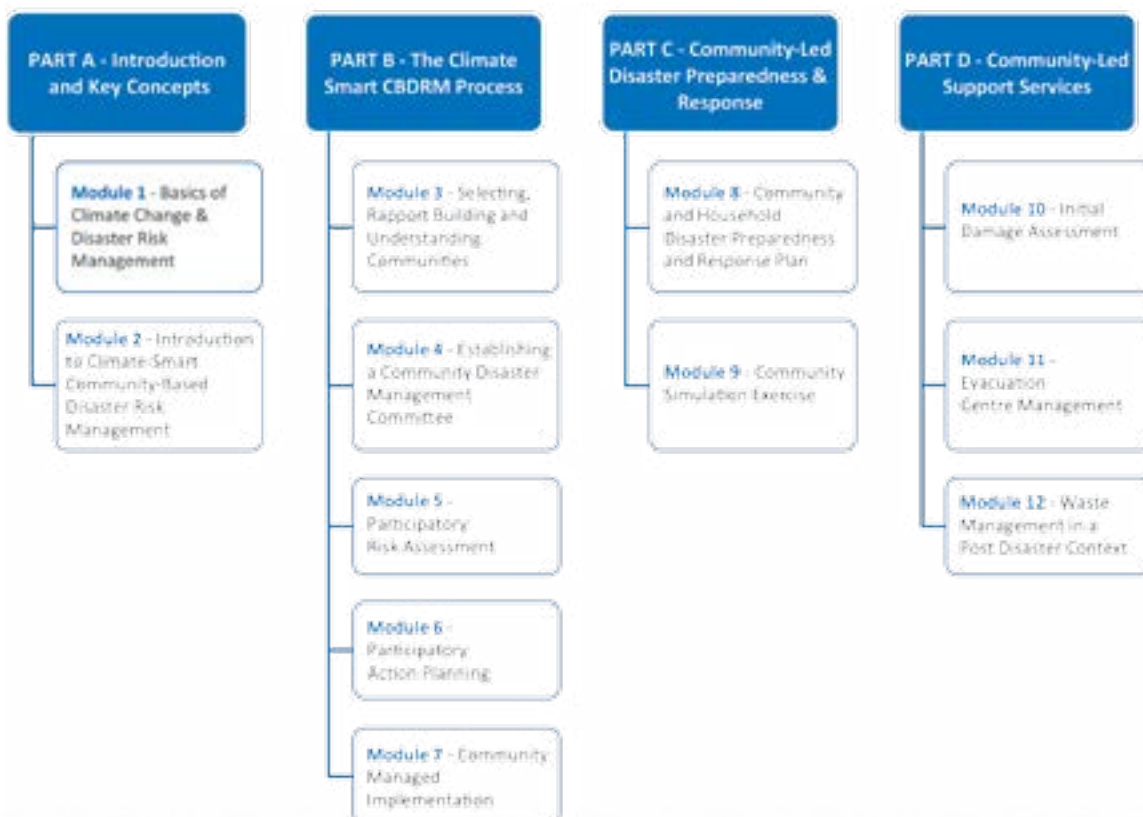 PART A - Introduction
and Key Concepts
Module 1 - Basics of
Climate Change &
Disaster Risk
Management
Module 2 - Introduction
to Climate-Smart
Community-Based
Disaster Risk
Management
PART B - The Climate
Smart CBDRM Process
Module 3 - Selecting,
Rapport Building and
Understanding
Communities
Module 4 - Establishing
a Community Disaster
Management
Committee
Module 5 -
Participatory
Risk Assessment
Module 6 -
Participatory
Action Planning
Module 7 - Community
Managed
Implementation
PART C - Community-Led
Disaster Preparedness &
Response
Module 8 - Community
and Household
Disaster Preparedness
and Response Plan
Module 9 - Community
Simulation Exercise
PART D - Community-Led
Support Services
Module 10 - Initial
Damage Assessment
Module 11 -
Evacuation
Centre Management
Module 12 - Waste
Management in a
Post Disaster Context